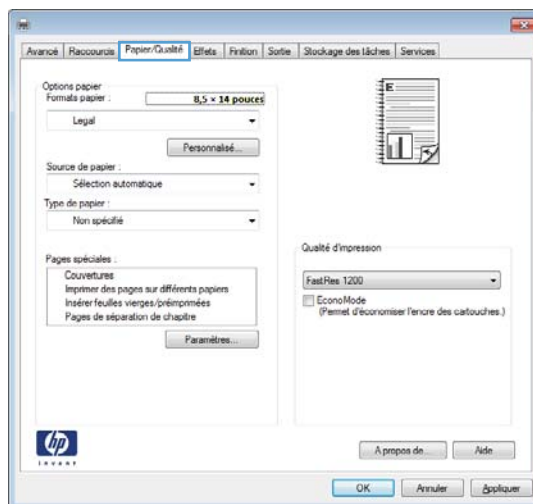 Avancé Raccourcis Papier/Qualité Effets Finition Sortie Stockage des tâches Services
Options papier
Formats papier : 8,5 × 14 pouces
Legal
Personnalisé...
Source de papier :
Sélection automatique
Type de papier :
Non spécifié
Pages spéciales :
Couvertures
Imprimer des pages sur différents papiers
Insérer feuilles vierges/préimprimées
Pages de séparation de chapitre
Paramètres...
E
Qualité d'impression
FastRes 1200
EconoMode
(Permet d'économiser l'encre des cartouches.)
hp
invent
A propos de... Aide
OK Annuler Appliquer